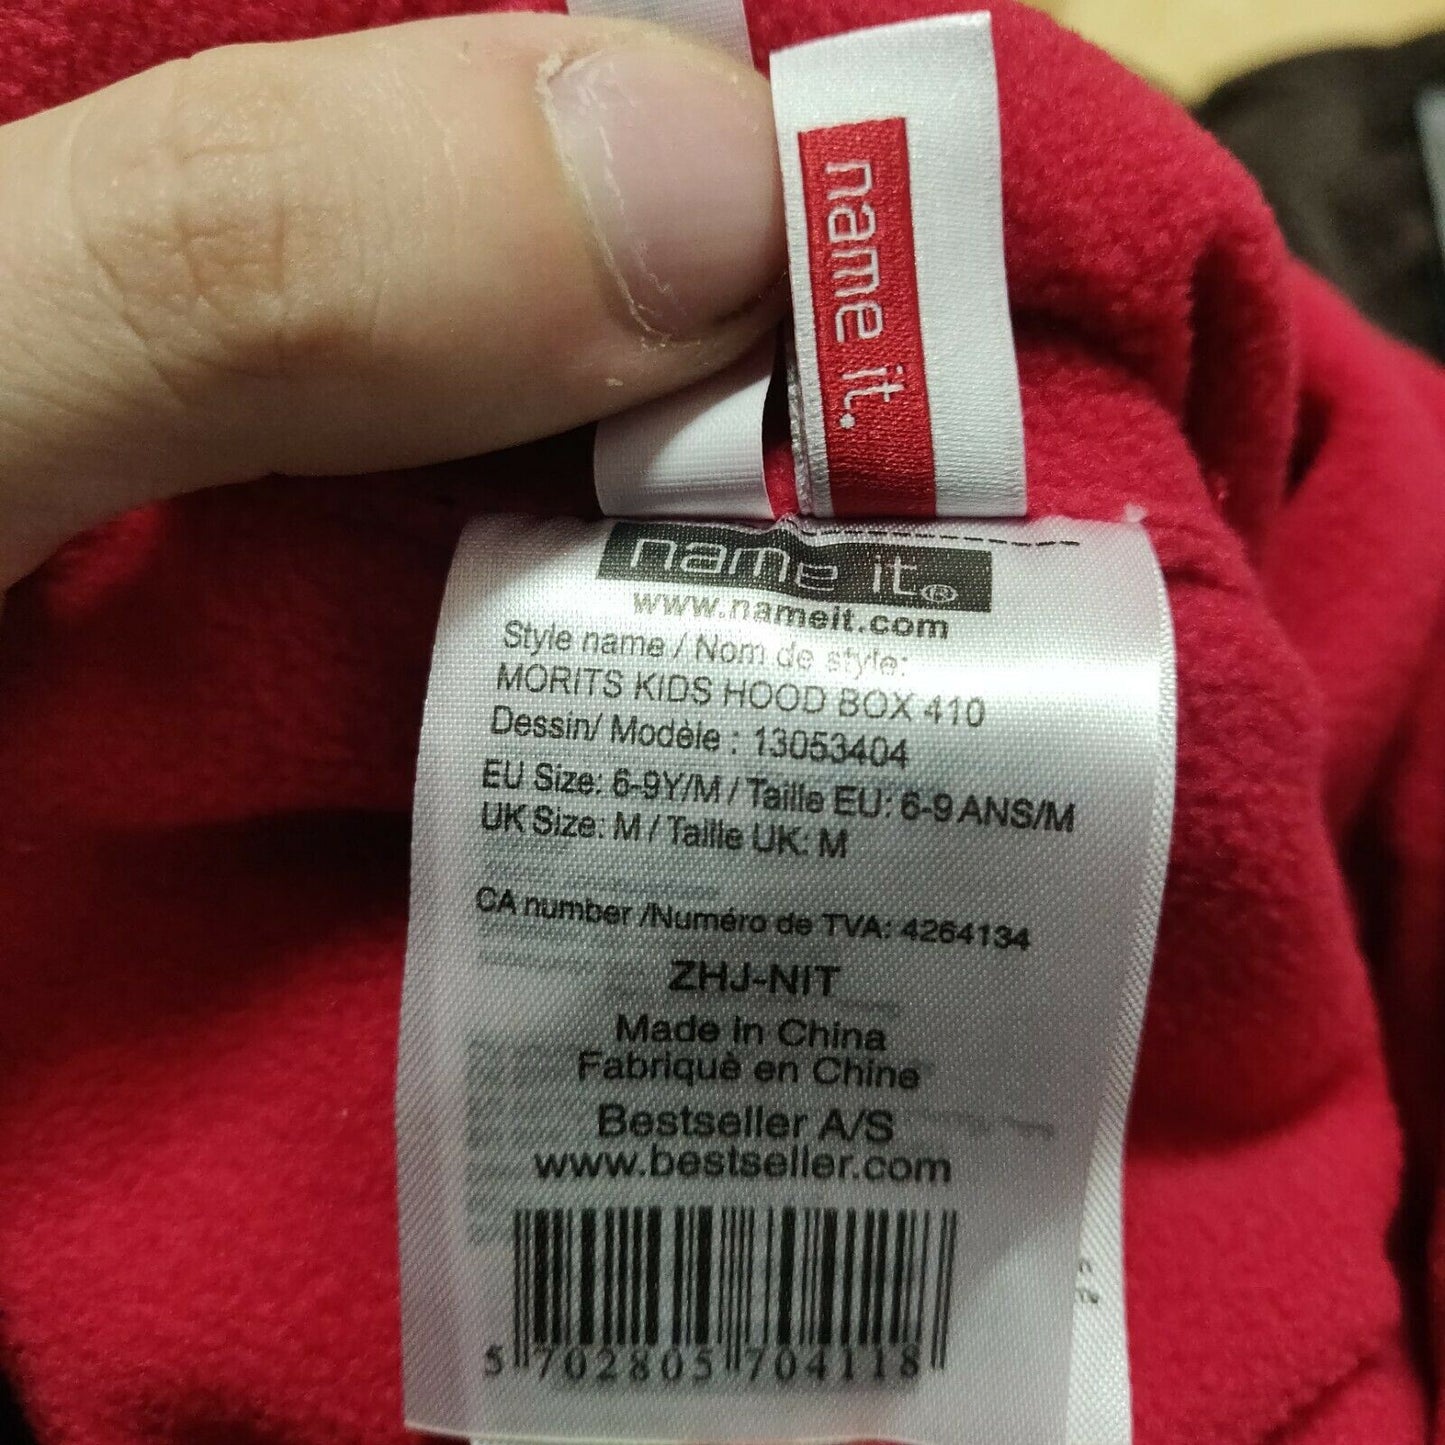 name it.
name it®
www.nameit.com
Style name / Nom de style:
MORITS KIDS HOOD BOX 410
Dessin/ Modèle : 13053404
EU Size: 6-9Y/M / Taille EU: 6-9 ANS/M
UK Size: M / Taille UK: M
CA number /Numéro de TVA: 4264134
ZHJ-NIT
Made in China
Fabriquè en Chine
Bestseller A/S
www.bestseller.com
5 702805 704118